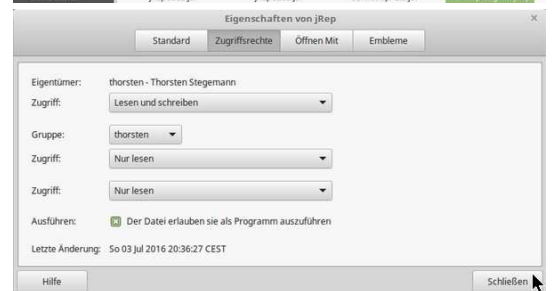 Eigenschaften von jRep
Standard Zugriffsrechte Öffnen Mit Embleme
Eigentümer: thorsten - Thorsten Stegemann
Zugriff: Lesen und schreiben
Gruppe: thorsten
Zugriff: Nur lesen
Zugriff: Nur lesen
Ausführen: Der Datei erlauben sie als Programm auszuführen
Letzte Änderung: So 03 Jul 2016 20:36:27 CEST
Hilfe Schließen